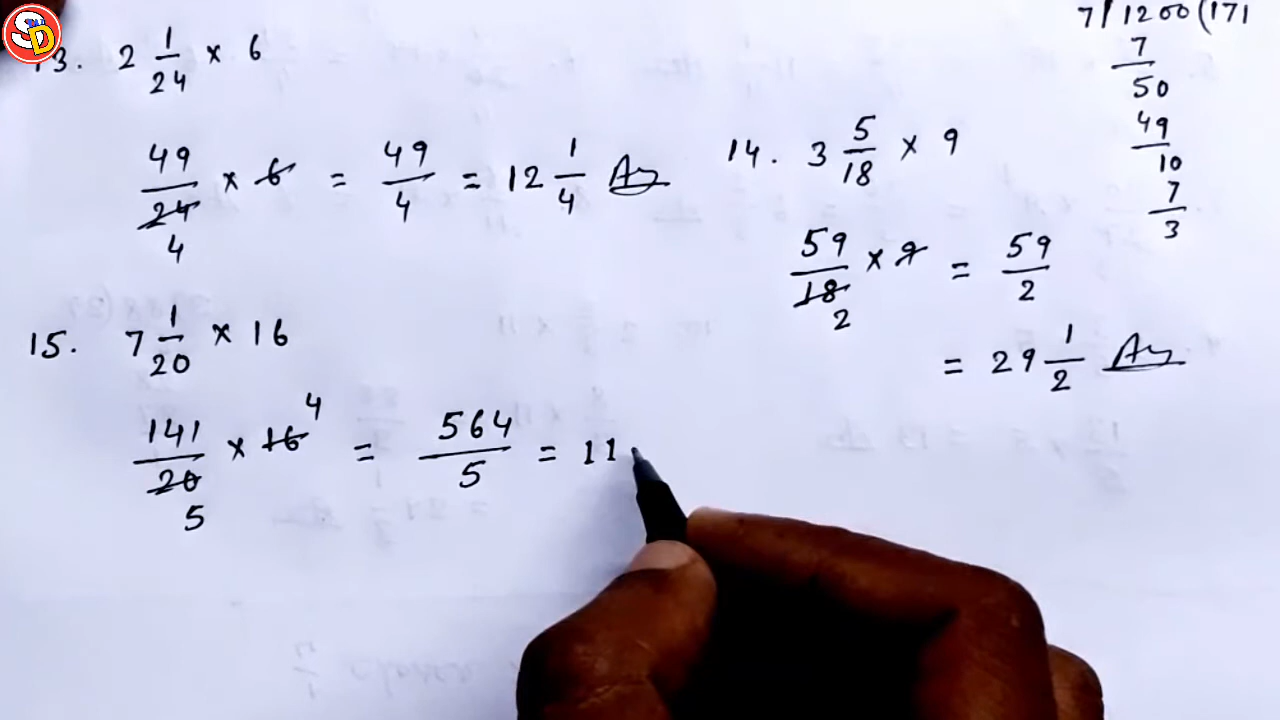 SD
13. 2 1/24 × 6
49/24 × 6 = 49/4 = 12 1/4 Ans
4
15. 7 1/20 × 16
141/20 × 16 4 = 564/5 = 11
5
7/1200(171
7
50
49
10
7
3
14. 3 5/18 × 9
59/18 × 9 = 59/2
2
= 29 1/2 Ans